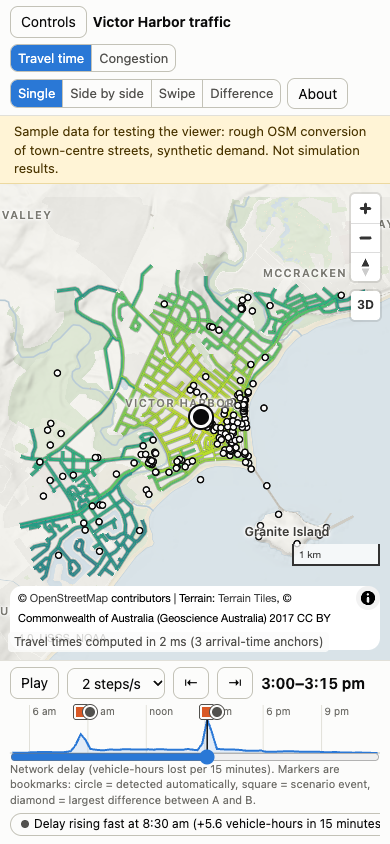 Controls Victor Harbor traffic
Travel time Congestion
Single Side by side Swipe Difference About
Sample data for testing the viewer: rough OSM conversion
of town-centre streets, synthetic demand. Not simulation
results.
VALLEY
MCCRACKEN
3D
VICTOR HARBOR
Granite Island
1 km
© OpenStreetMap contributors | Terrain: Terrain Tiles, ©
Commonwealth of Australia (Geoscience Australia) 2017 CC BY
Travel times computed in 2 ms (3 arrival-time anchors)
Play 2 steps/s ← → 3:00–3:15 pm
6 am am noon 6 pm 9 pm
Network delay (vehicle-hours lost per 15 minutes). Markers are
bookmarks: circle = detected automatically, square = scenario event,
diamond = largest difference between A and B.
Delay rising fast at 8:30 am (+5.6 vehicle-hours in 15 minutes